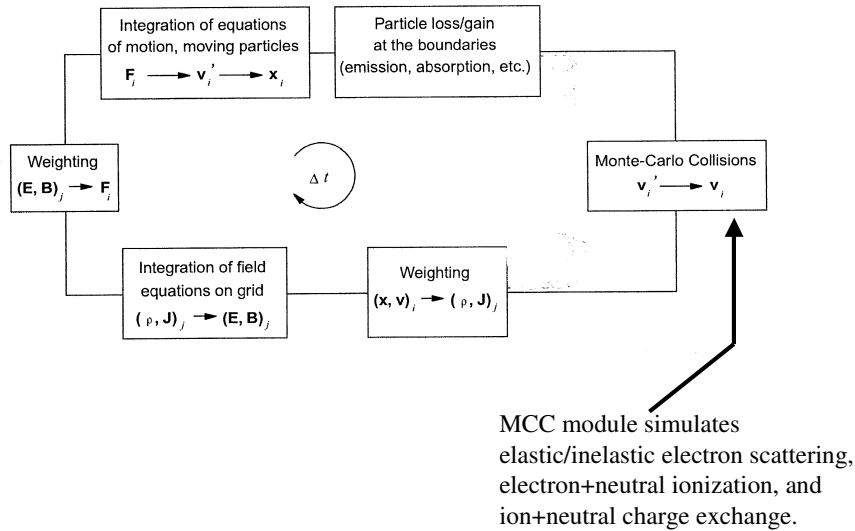 Integration of equations
of motion, moving particles
F_i → v_i' → x_i
Particle loss/gain
at the boundaries
(emission, absorption, etc.)
Weighting
(E, B)_j → F_i
Δt
Monte-Carlo Collisions
v_i' → v_i
Integration of field
equations on grid
(ρ, J)_j → (E, B)_j
Weighting
(x, v)_i → (ρ, J)_j
MCC module simulates
elastic/inelastic electron scattering,
electron+neutral ionization, and
ion+neutral charge exchange.